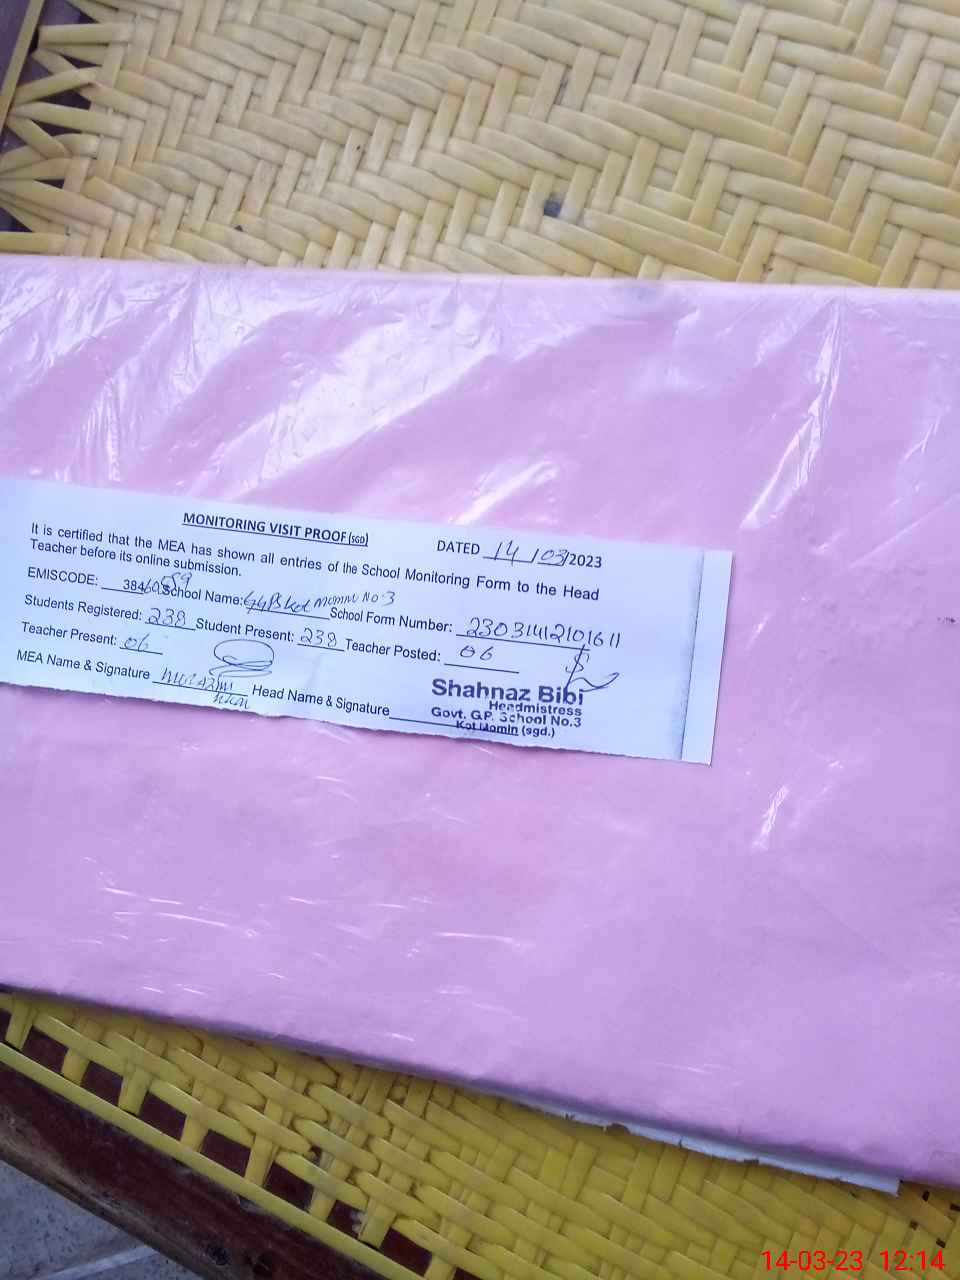 MONITORING VISIT PROOF (SGD)
DATED 14/03/2023
It is certified that the MEA has shown all entries of the School Monitoring Form to the Head
Teacher before its online submission.
EMISCODE: 384 School Name: GGPS Kot Momin No.3
School Form Number: 230314121016 11
Students Registered: 238 Student Present: 238 Teacher Posted: 06
Teacher Present: 06
MEA Name & Signature Head Name & Signature
Shahnaz Bibi
Headmistress
Govt. G.P. School No.3
Kot Momin (sgd.)
14-03-23 12:14